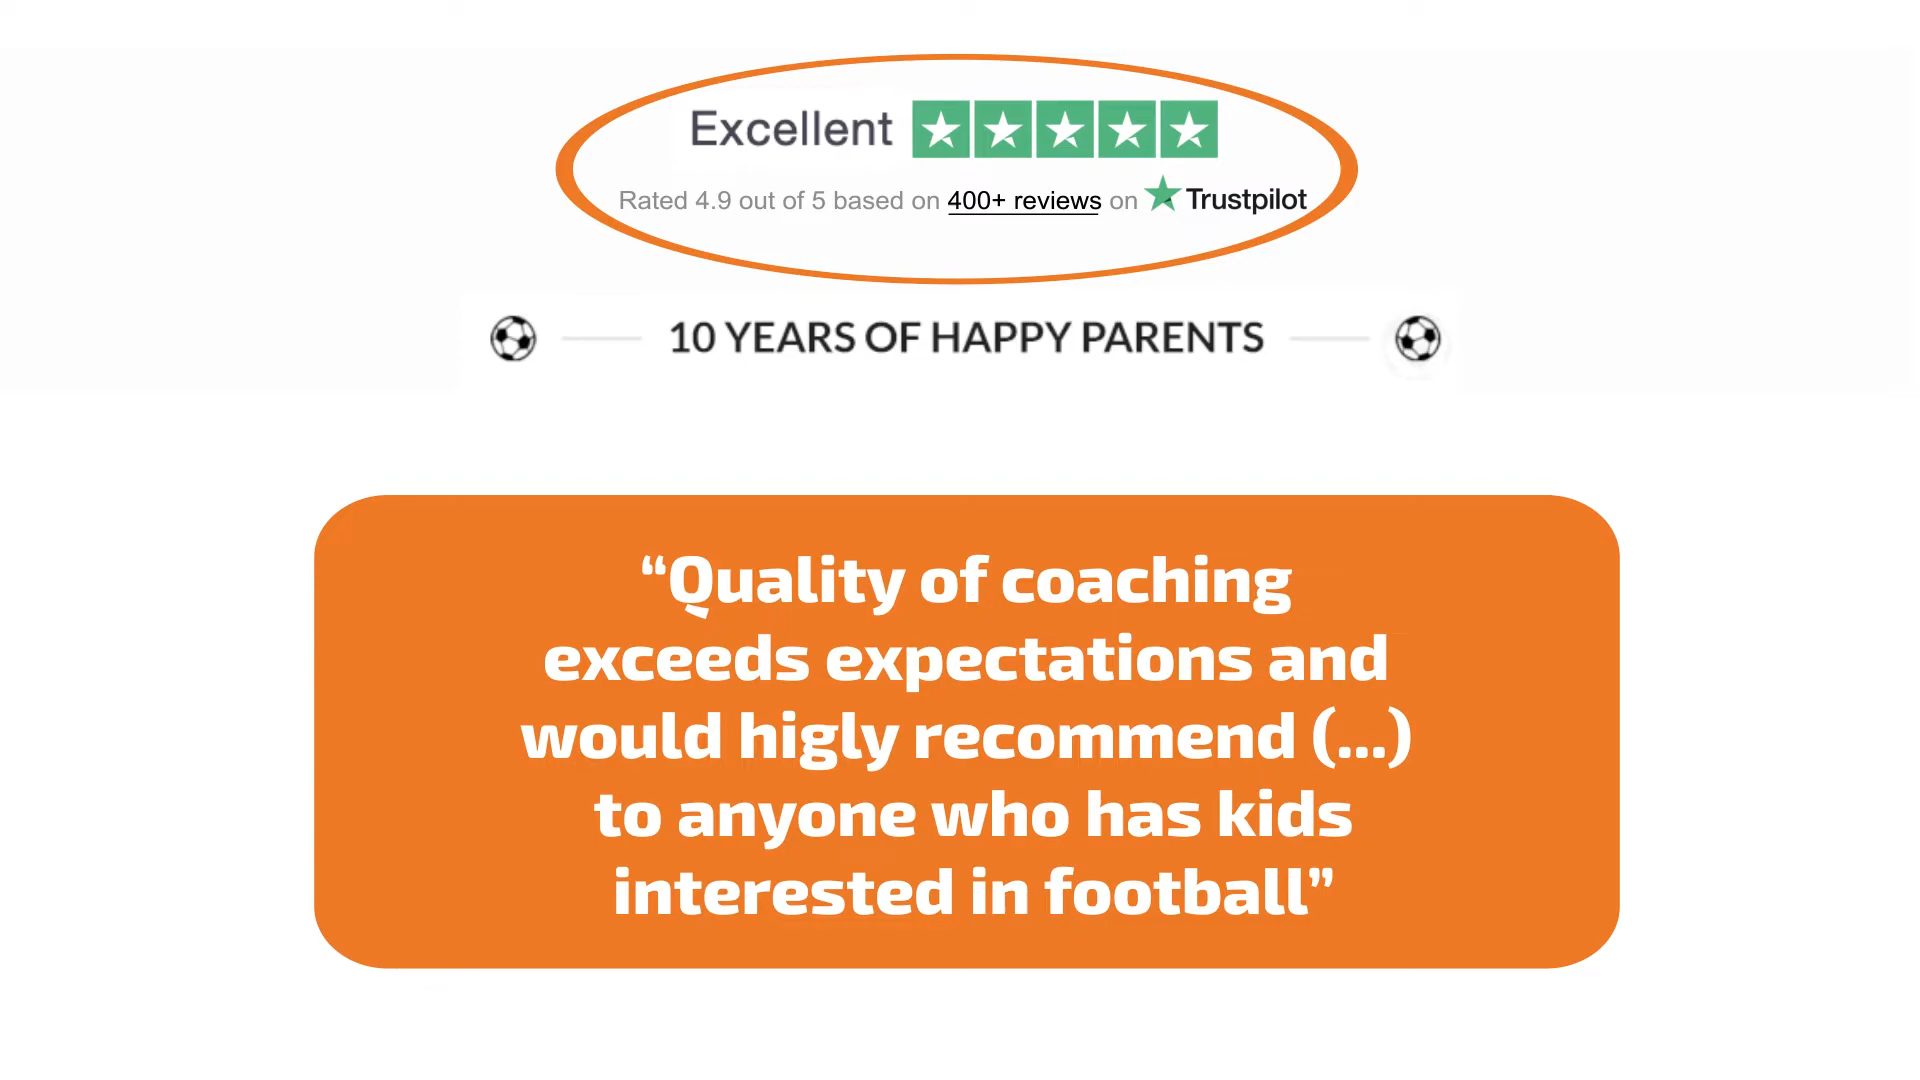 Excellent
Rated 4.9 out of 5 based on 400+ reviews on Trustpilot
10 YEARS OF HAPPY PARENTS
“Quality of coaching
exceeds expectations and
would higly recommend (...)
to anyone who has kids
interested in football”